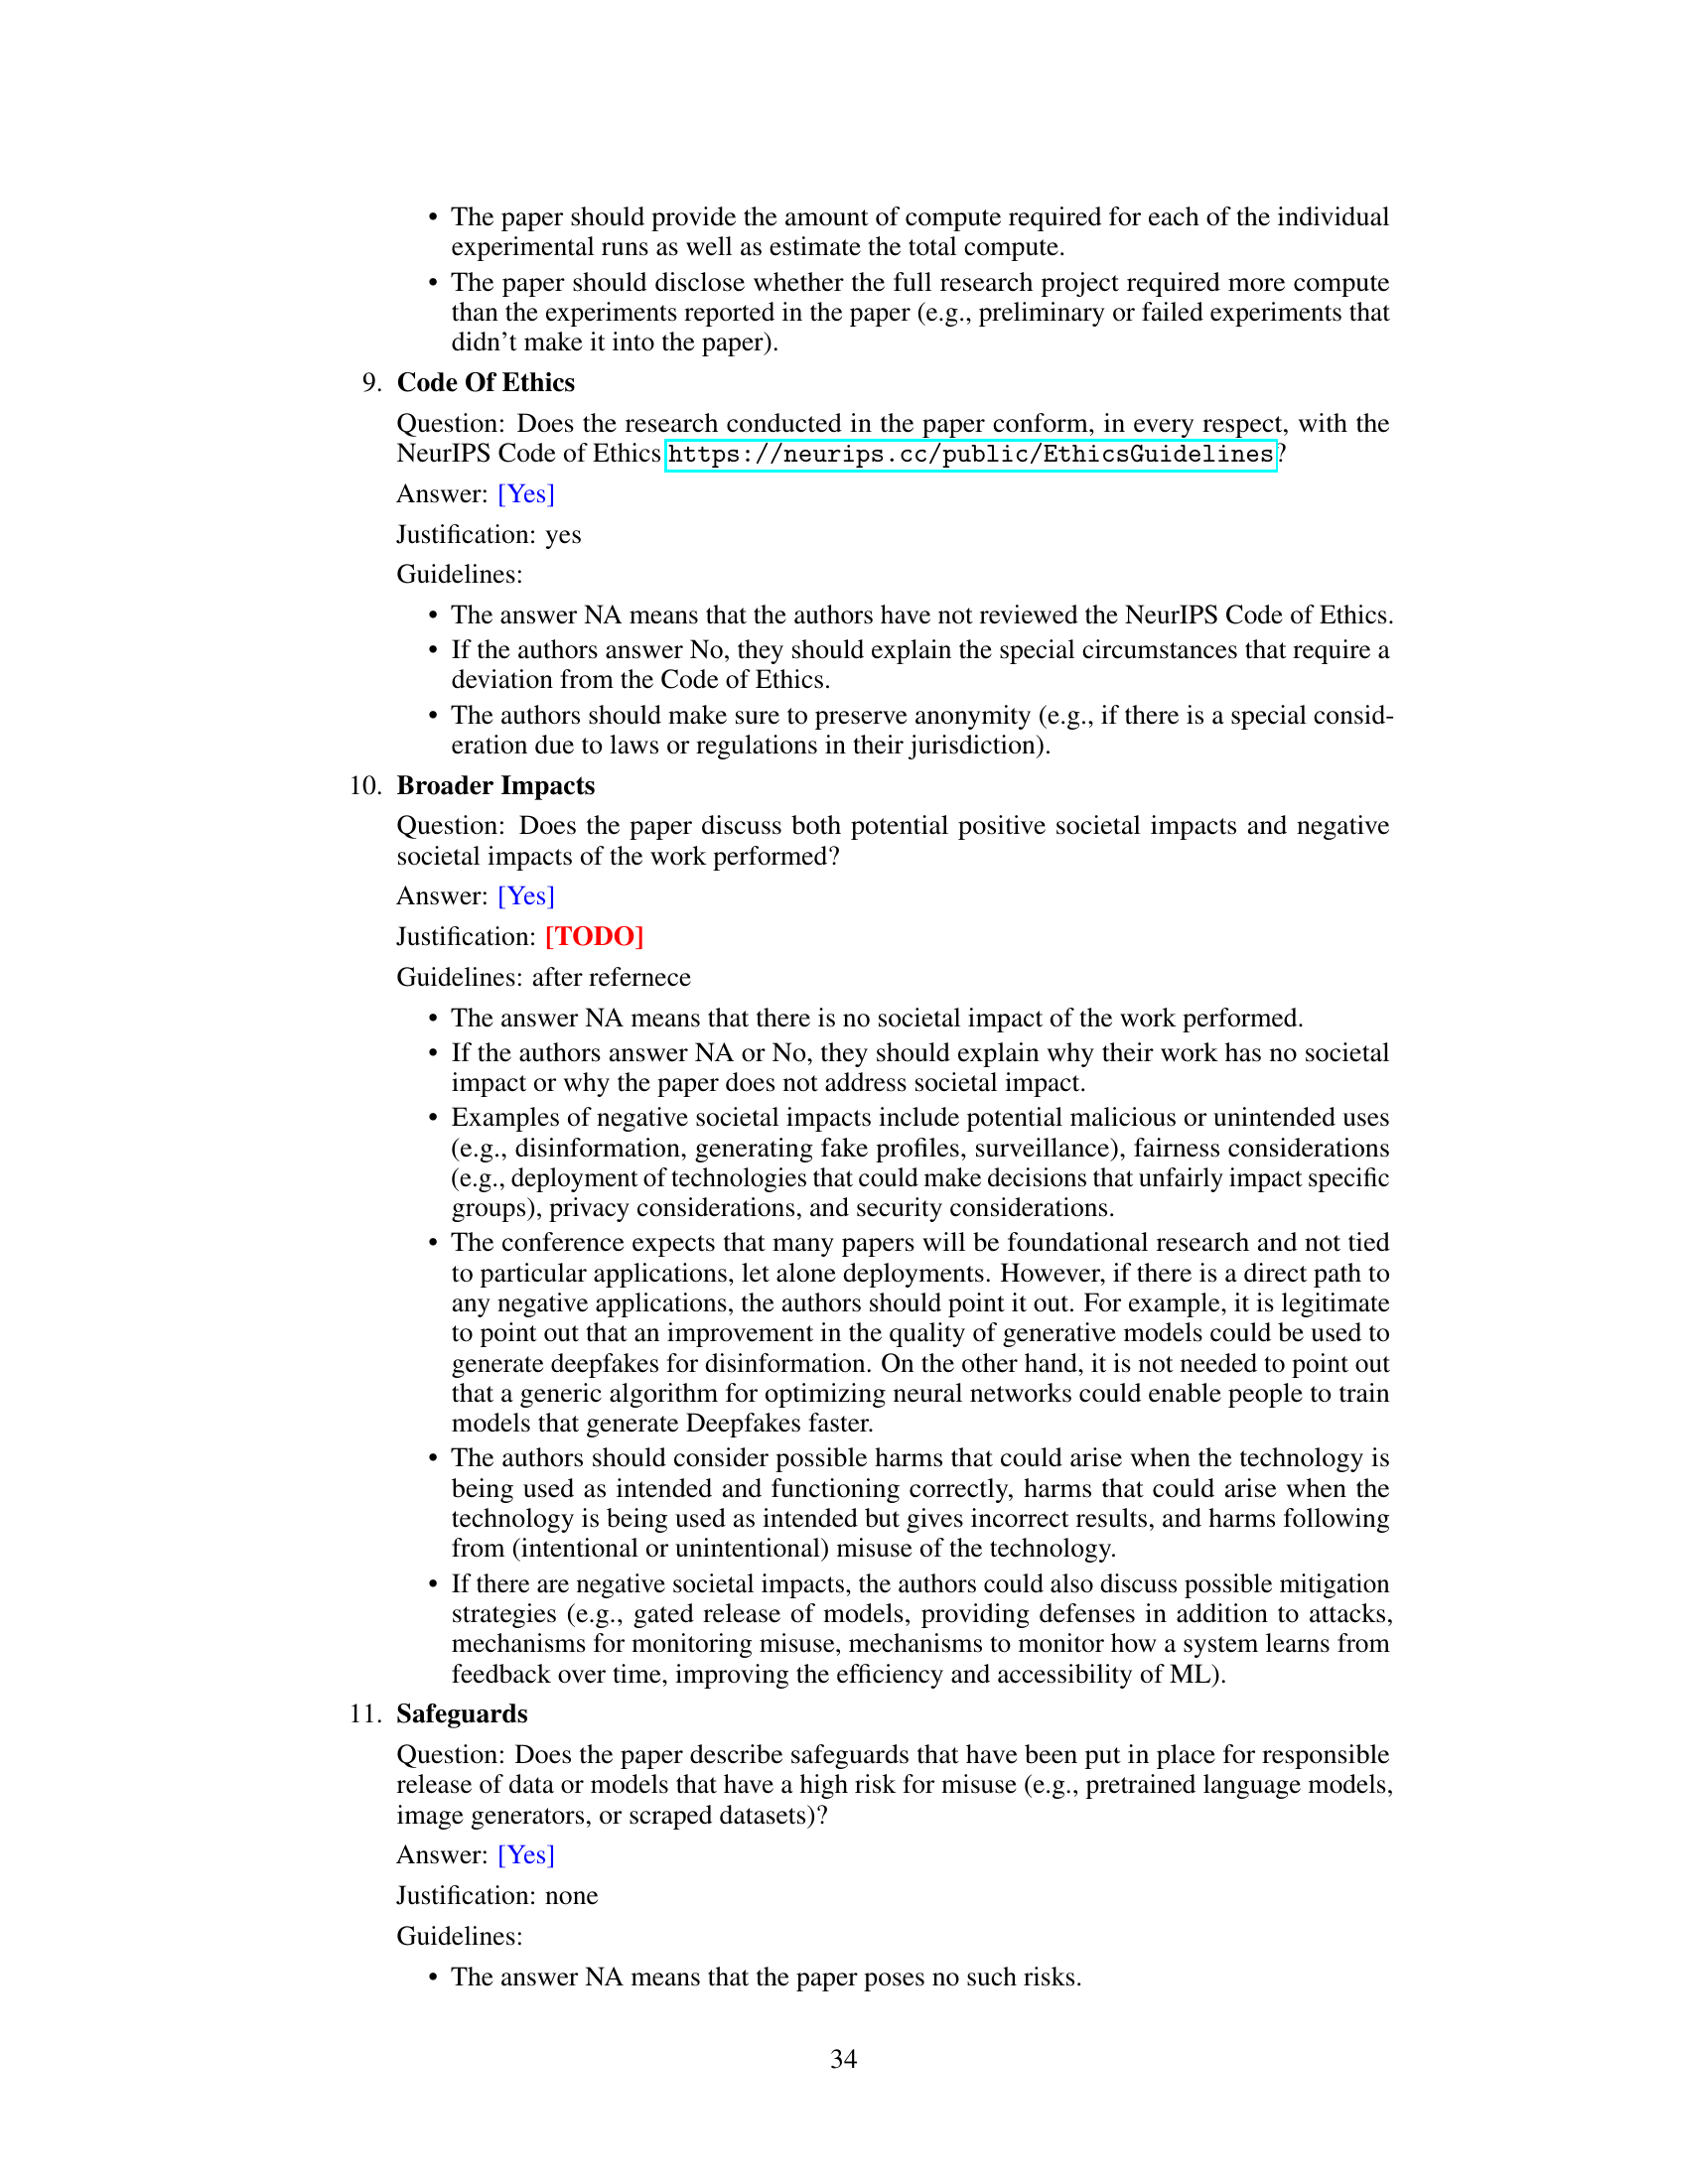 • The paper should provide the amount of compute required for each of the individual
experimental runs as well as estimate the total compute.
• The paper should disclose whether the full research project required more compute
than the experiments reported in the paper (e.g., preliminary or failed experiments that
didn't make it into the paper).
9. Code Of Ethics
Question: Does the research conducted in the paper conform, in every respect, with the
NeurIPS Code of Ethics https://neurips.cc/public/EthicsGuidelines?
Answer: [Yes]
Justification: yes
Guidelines:
• The answer NA means that the authors have not reviewed the NeurIPS Code of Ethics.
• If the authors answer No, they should explain the special circumstances that require a
deviation from the Code of Ethics.
• The authors should make sure to preserve anonymity (e.g., if there is a special consid-
eration due to laws or regulations in their jurisdiction).
10. Broader Impacts
Question: Does the paper discuss both potential positive societal impacts and negative
societal impacts of the work performed?
Answer: [Yes]
Justification: [TODO]
Guidelines: after refernece
• The answer NA means that there is no societal impact of the work performed.
• If the authors answer NA or No, they should explain why their work has no societal
impact or why the paper does not address societal impact.
• Examples of negative societal impacts include potential malicious or unintended uses
(e.g., disinformation, generating fake profiles, surveillance), fairness considerations
(e.g., deployment of technologies that could make decisions that unfairly impact specific
groups), privacy considerations, and security considerations.
• The conference expects that many papers will be foundational research and not tied
to particular applications, let alone deployments. However, if there is a direct path to
any negative applications, the authors should point it out. For example, it is legitimate
to point out that an improvement in the quality of generative models could be used to
generate deepfakes for disinformation. On the other hand, it is not needed to point out
that a generic algorithm for optimizing neural networks could enable people to train
models that generate Deepfakes faster.
• The authors should consider possible harms that could arise when the technology is
being used as intended and functioning correctly, harms that could arise when the
technology is being used as intended but gives incorrect results, and harms following
from (intentional or unintentional) misuse of the technology.
• If there are negative societal impacts, the authors could also discuss possible mitigation
strategies (e.g., gated release of models, providing defenses in addition to attacks,
mechanisms for monitoring misuse, mechanisms to monitor how a system learns from
feedback over time, improving the efficiency and accessibility of ML).
11. Safeguards
Question: Does the paper describe safeguards that have been put in place for responsible
release of data or models that have a high risk for misuse (e.g., pretrained language models,
image generators, or scraped datasets)?
Answer: [Yes]
Justification: none
Guidelines:
• The answer NA means that the paper poses no such risks.
34